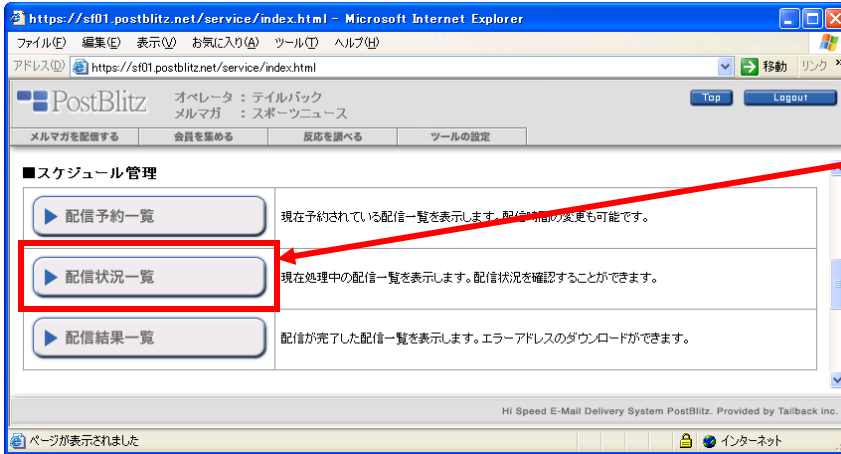 https://sf01.postblitz.net/service/index.html - Microsoft Internet Explorer
ファイル(F) 編集(E) 表示(V) お気に入り(A) ツール(T) ヘルプ(H)
アドレス(D) https://sf01.postblitz.net/service/index.html 移動 リンク »
PostBlitz オペレータ : テイルバック Top Logout
メルマガ : スポーツニュース
メルマガを配信する 会員を集める 反応を調べる ツールの設定
■スケジュール管理
配信予約一覧 現在予約されている配信一覧を表示します。配信時間の変更も可能です。
配信状況一覧 現在処理中の配信一覧を表示します。配信状況を確認することができます。
配信結果一覧 配信が完了した配信一覧を表示します。エラーアドレスのダウンロードができます。
Hi Speed E-Mail Delivery System PostBlitz. Provided by Tailback inc.
ページが表示されました インターネット